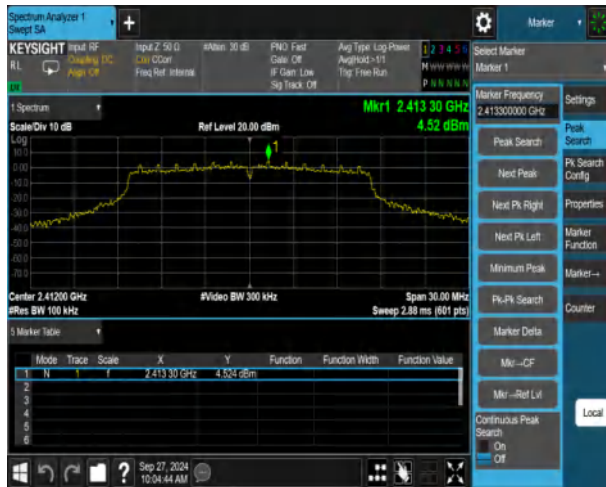 Spectrum Analyzer 1
Swept SA
+
Marker
KEYSIGHT
RL
Input: RF
Coupling: DC
Align: Off
Input Z: 50 Ω
Corr CCorr
Freq Ref: Internal
#Atten: 30 dB
PNO: Fast
Gate: Off
IF Gain: Low
Sig Track: Off
Avg Type: Log-Power
Avg|Hold:>1/1
Trig: Free Run
1 2 3 4 5 6
M W W W W W
P N N N N N
Select Marker
Marker 1
1 Spectrum
Scale/Div 10 dB
Ref Level 20.00 dBm
Mkr1 2.413 30 GHz
4.52 dBm
Log
10.0
0.00
-10.0
-20.0
-30.0
-40.0
-50.0
-60.0
-70.0
1
Center 2.41200 GHz
#Res BW 100 kHz
#Video BW 300 kHz
Span 30.00 MHz
Sweep 2.88 ms (601 pts)
5 Marker Table
Mode Trace Scale X Y Function Function Width Function Value
1 N 1 f 2.413 30 GHz 4.524 dBm
2
3
4
5
6
Marker Frequency
2.413300000 GHz
Peak Search
Next Peak
Next Pk Right
Next Pk Left
Minimum Peak
Pk-Pk Search
Marker Delta
Mkr→CF
Mkr→Ref Lvl
Continuous Peak
Search
On
Off
Settings
Peak
Search
Pk Search
Config
Properties
Marker
Function
Marker→
Counter
Local
?
Sep 27, 2024
10:04:44 AM